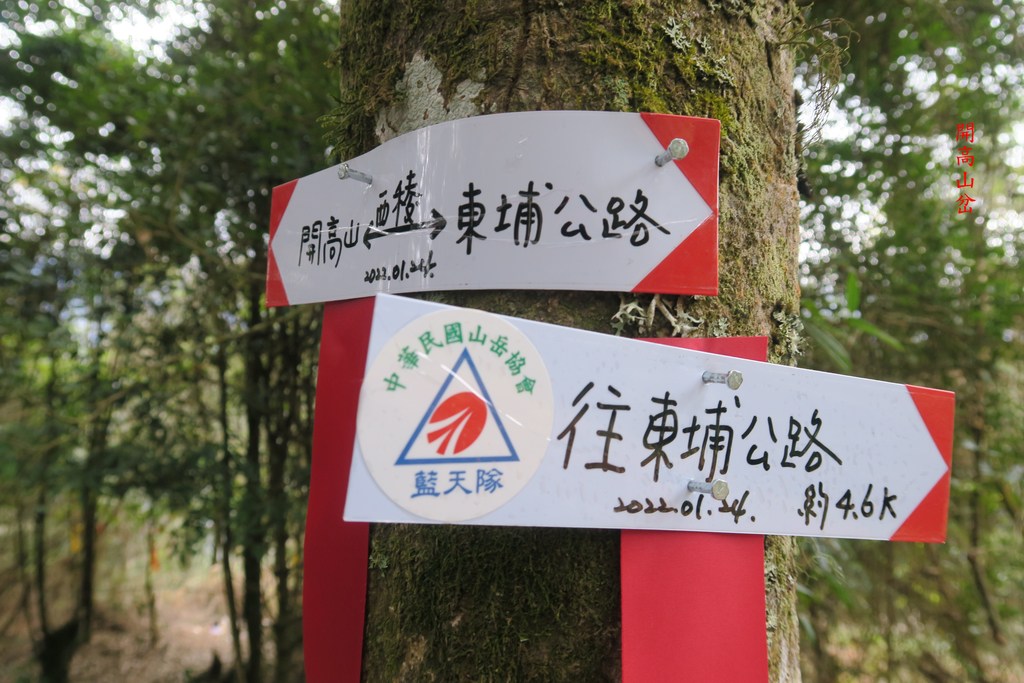 開高山 西稜 東埔公路
2022.01.24
中華民國山岳協會
藍天隊
往東埔公路
2022.01.24. 約4.6K
開高山岔